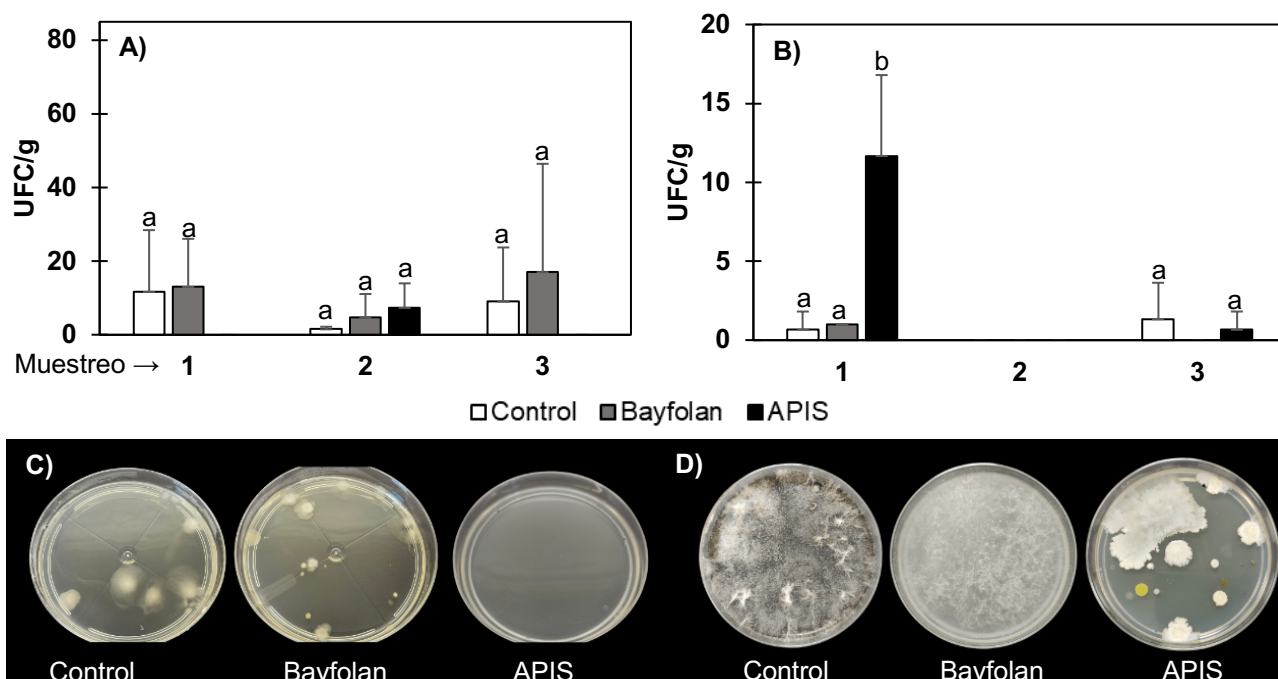 A)
80
60
40
20
0
UFC/g
a
a
a
a
a
a
a
Muestreo → 1 2 3
B)
20
15
10
5
0
UFC/g
a
a
b
a
a
1 2 3
Control Bayfolan APIS
C)
Control Bayfolan APIS
D)
Control Bayfolan APIS